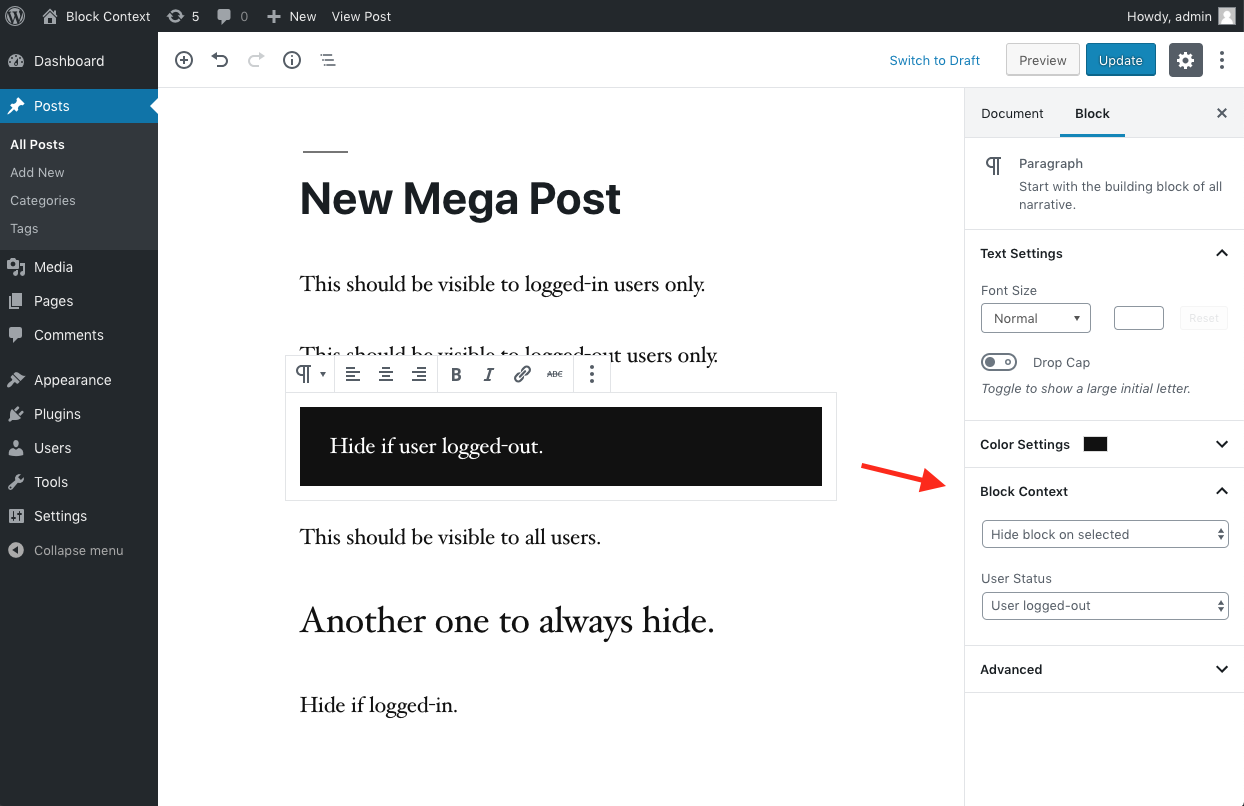 Block Context 5 0 New View Post Howdy, admin
Dashboard
Posts
All Posts
Add New
Categories
Tags
Media
Pages
Comments
Appearance
Plugins
Users
Tools
Settings
Collapse menu
Switch to Draft Preview Update
New Mega Post
This should be visible to logged-in users only.
This should be visible to logged-out users only.
B I ABC
Hide if user logged-out.
This should be visible to all users.
Another one to always hide.
Hide if logged-in.
Document Block
Paragraph
Start with the building block of all
narrative.
Text Settings
Font Size
Normal Reset
Drop Cap
Toggle to show a large initial letter.
Color Settings
Block Context
Hide block on selected
User Status
User logged-out
Advanced